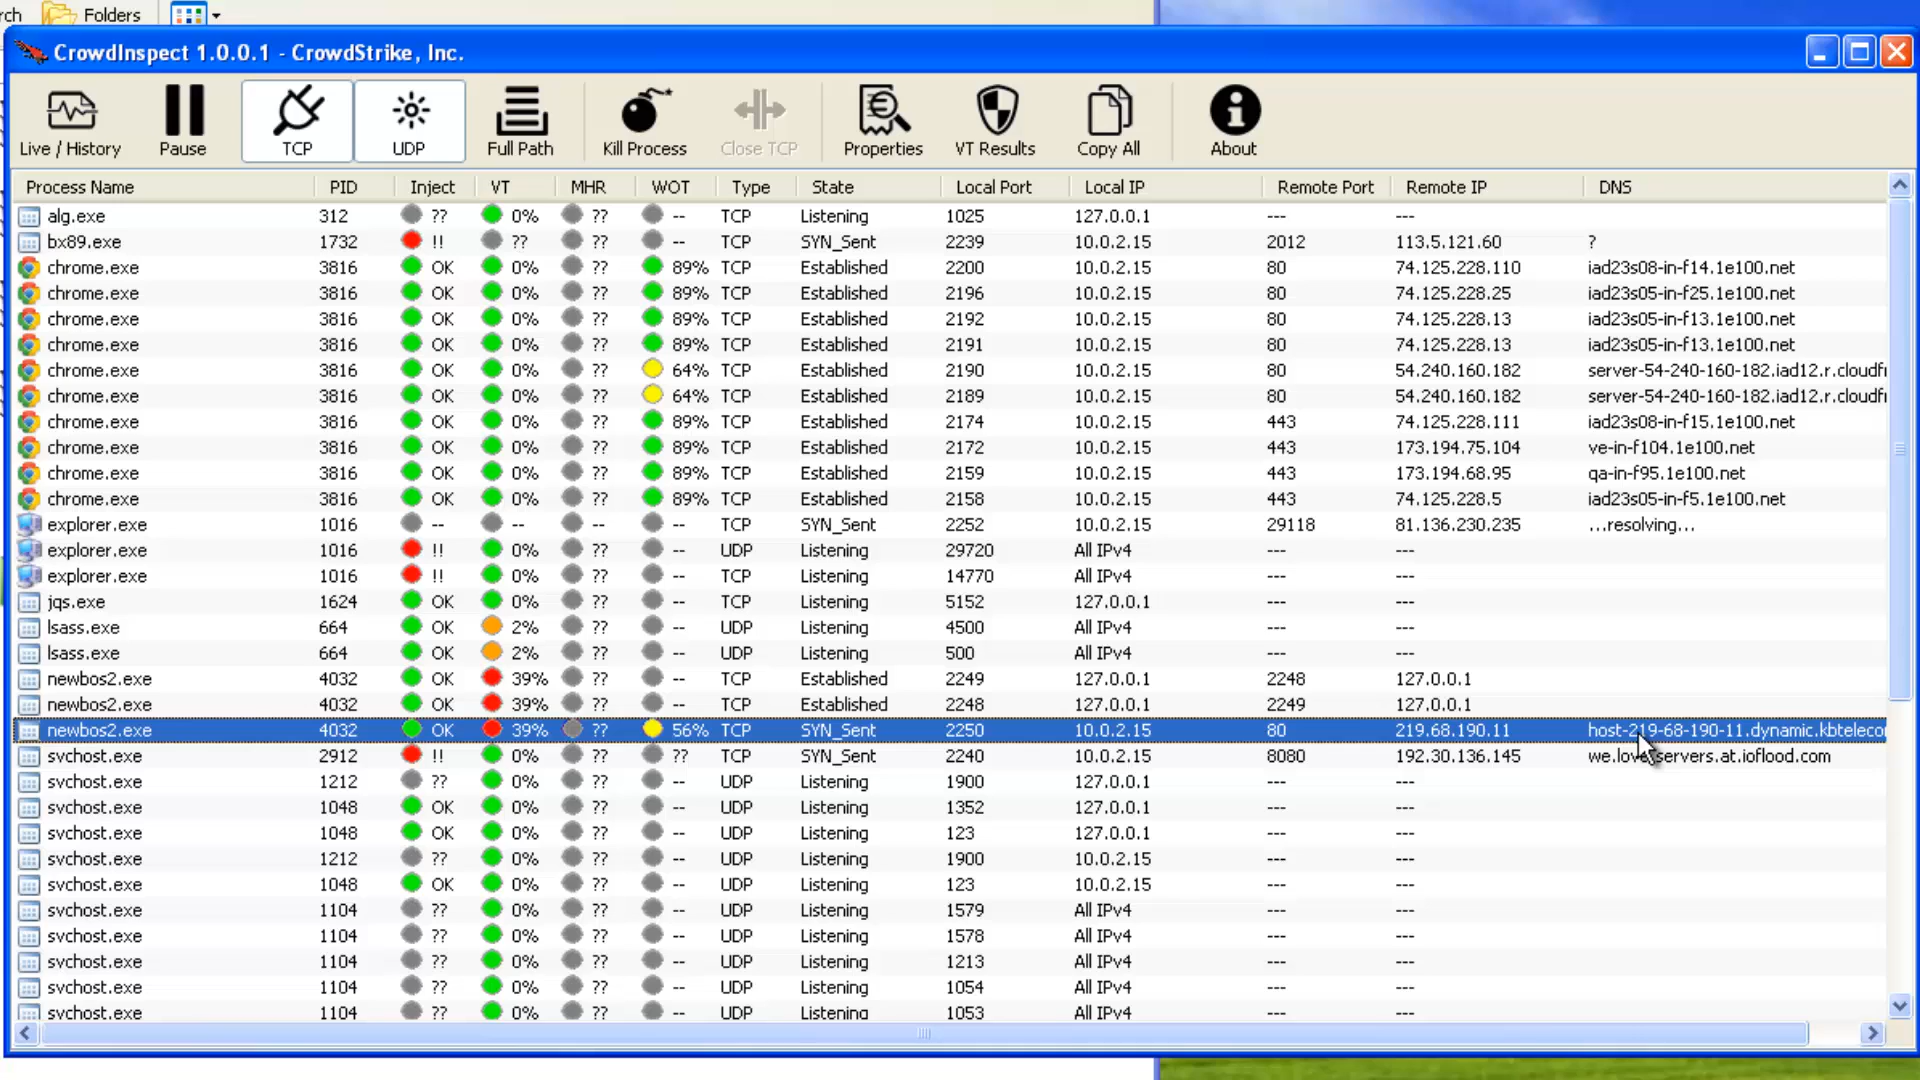 rch Folders
CrowdInspect 1.0.0.1 - CrowdStrike, Inc.
Live / History Pause TCP UDP Full Path Kill Process Close TCP Properties VT Results Copy All About
Process Name PID Inject VT MHR WOT Type State Local Port Local IP Remote Port Remote IP DNS
alg.exe 312 ?? 0% ?? -- TCP Listening 1025 127.0.0.1 --- ---
bx89.exe 1732 !! ?? ?? -- TCP SYN_Sent 2239 10.0.2.15 2012 113.5.121.60 ?
chrome.exe 3816 OK 0% ?? 89% TCP Established 2200 10.0.2.15 80 74.125.228.110 iad23s08-in-f14.1e100.net
chrome.exe 3816 OK 0% ?? 89% TCP Established 2196 10.0.2.15 80 74.125.228.25 iad23s05-in-f25.1e100.net
chrome.exe 3816 OK 0% ?? 89% TCP Established 2192 10.0.2.15 80 74.125.228.13 iad23s05-in-f13.1e100.net
chrome.exe 3816 OK 0% ?? 89% TCP Established 2191 10.0.2.15 80 74.125.228.13 iad23s05-in-f13.1e100.net
chrome.exe 3816 OK 0% ?? 64% TCP Established 2190 10.0.2.15 80 54.240.160.182 server-54-240-160-182.iad12.r.cloudf
chrome.exe 3816 OK 0% ?? 64% TCP Established 2189 10.0.2.15 80 54.240.160.182 server-54-240-160-182.iad12.r.cloudf
chrome.exe 3816 OK 0% ?? 89% TCP Established 2174 10.0.2.15 443 74.125.228.111 iad23s08-in-f15.1e100.net
chrome.exe 3816 OK 0% ?? 89% TCP Established 2172 10.0.2.15 443 173.194.75.104 ve-in-f104.1e100.net
chrome.exe 3816 OK 0% ?? 89% TCP Established 2159 10.0.2.15 443 173.194.68.95 qa-in-f95.1e100.net
chrome.exe 3816 OK 0% ?? 89% TCP Established 2158 10.0.2.15 443 74.125.228.5 iad23s05-in-f5.1e100.net
explorer.exe 1016 -- -- -- -- TCP SYN_Sent 2252 10.0.2.15 29118 81.136.230.235 ...resolving...
explorer.exe 1016 !! 0% ?? -- UDP Listening 29720 All IPv4 --- ---
explorer.exe 1016 !! 0% ?? -- TCP Listening 14770 All IPv4 --- ---
jqs.exe 1624 OK 0% ?? -- TCP Listening 5152 127.0.0.1 --- ---
lsass.exe 664 OK 2% ?? -- UDP Listening 4500 All IPv4 --- ---
lsass.exe 664 OK 2% ?? -- UDP Listening 500 All IPv4 --- ---
newbos2.exe 4032 OK 39% ?? -- TCP Established 2249 127.0.0.1 2248 127.0.0.1
newbos2.exe 4032 OK 39% ?? -- TCP Established 2248 127.0.0.1 2249 127.0.0.1
newbos2.exe 4032 OK 39% ?? 56% TCP SYN_Sent 2250 10.0.2.15 80 219.68.190.11 host-219-68-190-11.dynamic.kbteleco
svchost.exe 2912 !! 0% ?? ?? TCP SYN_Sent 2240 10.0.2.15 8080 192.30.136.145 we.love.servers.at.ioflood.com
svchost.exe 1212 ?? 0% ?? -- UDP Listening 1900 127.0.0.1 --- ---
svchost.exe 1048 OK 0% ?? -- UDP Listening 1352 127.0.0.1 --- ---
svchost.exe 1048 OK 0% ?? -- UDP Listening 123 127.0.0.1 --- ---
svchost.exe 1212 ?? 0% ?? -- UDP Listening 1900 10.0.2.15 --- ---
svchost.exe 1048 OK 0% ?? -- UDP Listening 123 10.0.2.15 --- ---
svchost.exe 1104 ?? 0% ?? -- UDP Listening 1579 All IPv4 --- ---
svchost.exe 1104 ?? 0% ?? -- UDP Listening 1578 All IPv4 --- ---
svchost.exe 1104 ?? 0% ?? -- UDP Listening 1213 All IPv4 --- ---
svchost.exe 1104 ?? 0% ?? -- UDP Listening 1054 All IPv4 --- ---
svchost.exe 1104 ?? 0% ?? -- UDP Listening 1053 All IPv4 --- ---